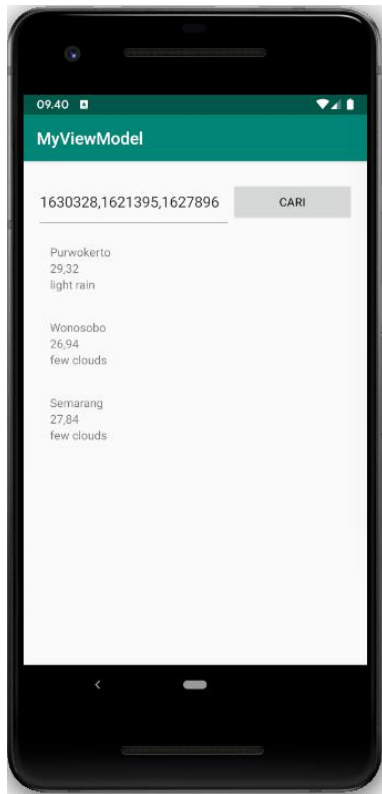 09.40
MyViewModel
1630328,1621395,1627896 CARI
Purwokerto
29,32
light rain
Wonosobo
26,94
few clouds
Semarang
27,84
few clouds